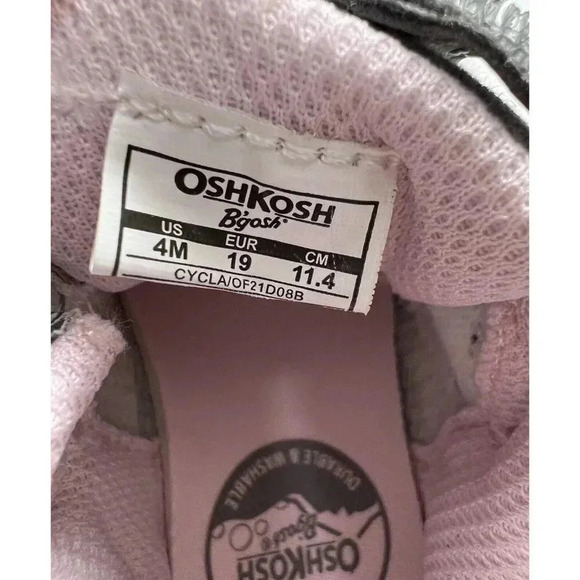 OSHKOSH
B'gosh®
US EUR CM
4M 19 11.4
CYCLA/OF21D08B
DURABLE & WASHABLE
B'gosh
OSHKOSH